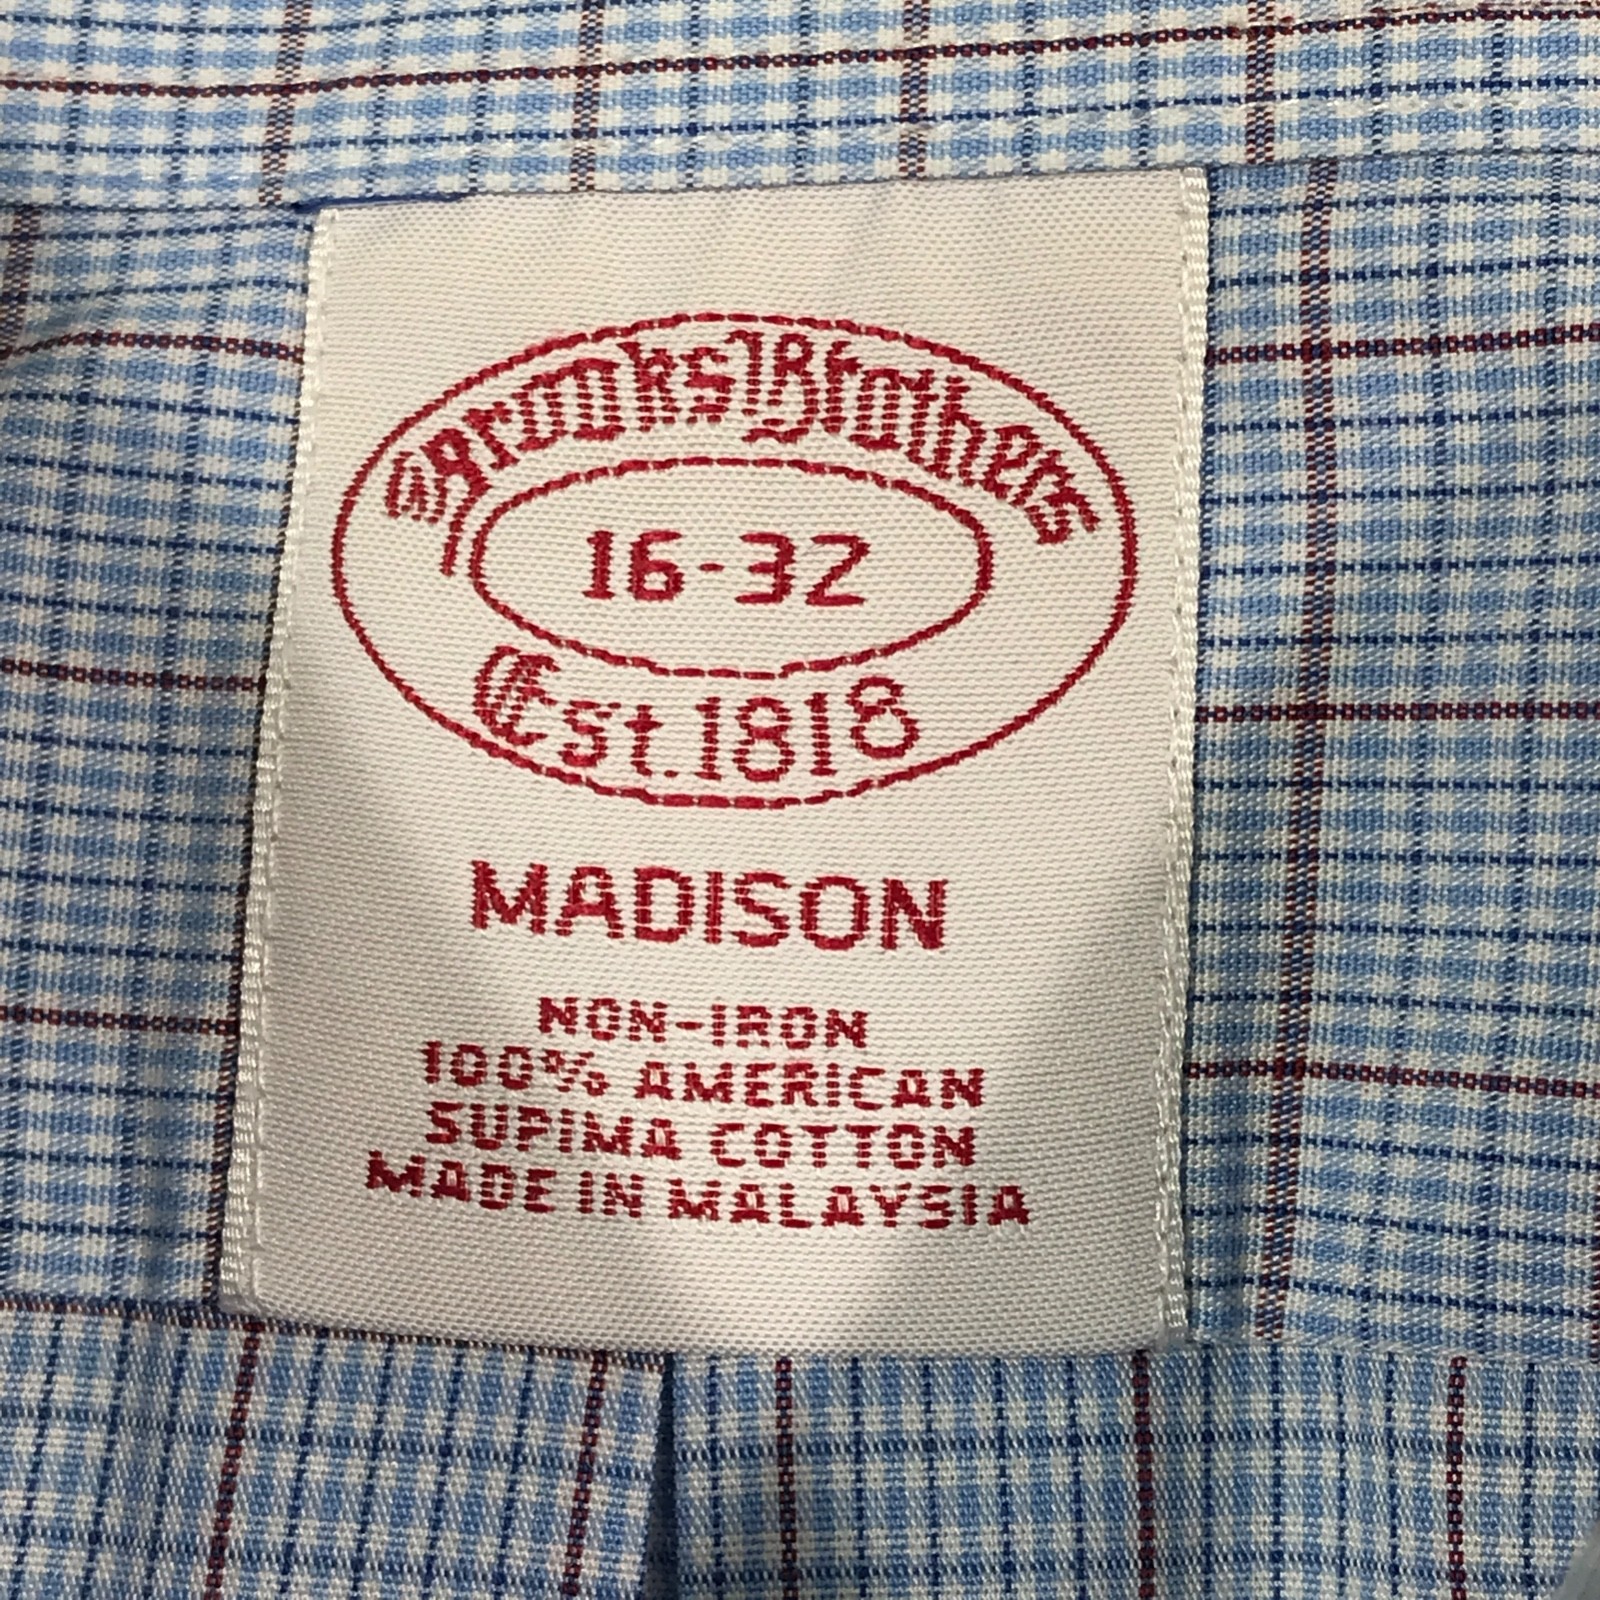 Brooks Brothers
16-32
Est. 1818
MADISON
NON-IRON
100% AMERICAN
SUPIMA COTTON
MADE IN MALAYSIA